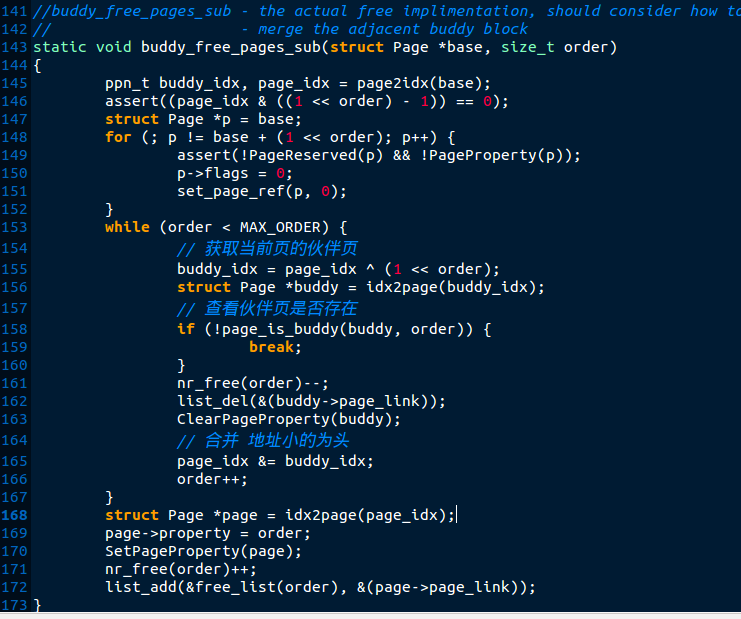 141 //buddy_free_pages_sub - the actual free implimentation, should consider how to
142 //                     - merge the adjacent buddy block
143 static void buddy_free_pages_sub(struct Page *base, size_t order)
144 {
145         ppn_t buddy_idx, page_idx = page2idx(base);
146         assert((page_idx & ((1 << order) - 1)) == 0);
147         struct Page *p = base;
148         for (; p != base + (1 << order); p++) {
149                 assert(!PageReserved(p) && !PageProperty(p));
150                 p->flags = 0;
151                 set_page_ref(p, 0);
152         }
153         while (order < MAX_ORDER) {
154                 // 获取当前页的伙伴页
155                 buddy_idx = page_idx ^ (1 << order);
156                 struct Page *buddy = idx2page(buddy_idx);
157                 // 查看伙伴页是否存在
158                 if (!page_is_buddy(buddy, order)) {
159                         break;
160                 }
161                 nr_free(order)--;
162                 list_del(&(buddy->page_link));
163                 ClearPageProperty(buddy);
164                 // 合并 地址小的为头
165                 page_idx &= buddy_idx;
166                 order++;
167         }
168         struct Page *page = idx2page(page_idx);
169         page->property = order;
170         SetPageProperty(page);
171         nr_free(order)++;
172         list_add(&free_list(order), &(page->page_link));
173 }